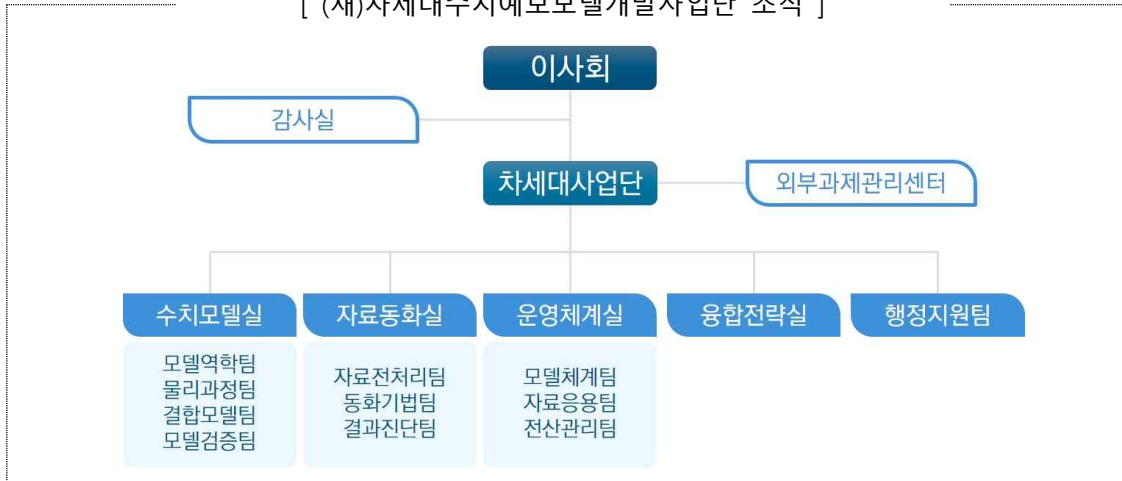 [ (재)차세대수치예보모델개발사업단 조직 ]
이사회
감사실
차세대사업단
외부과제관리센터
수치모델실
자료동화실
운영체계실
융합전략실
행정지원팀
모델역학팀
물리과정팀
결합모델팀
모델검증팀
자료전처리팀
동화기법팀
결과진단팀
모델체계팀
자료응용팀
전산관리팀